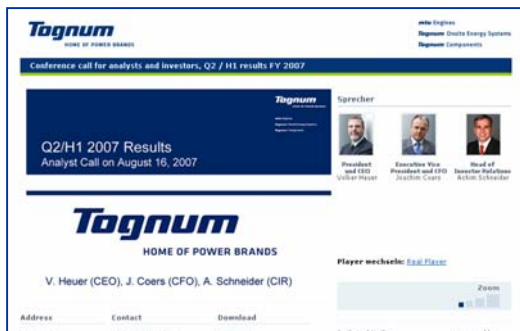 Tognum
HOME OF POWER BRANDS
mtu Engines
Tognum Onsite Energy Systems
Tognum Components
Conference call for analysts and investors, Q2 / H1 results FY 2007
Tognum
Q2/H1 2007 Results
Analyst Call on August 16, 2007
Tognum
HOME OF POWER BRANDS
V. Heuer (CEO), J. Coers (CFO), A. Schneider (CIR)
Sprecher
President and CEO
Volker Heuer
Executive Vice President and CFO
Joachim Coers
Head of Investor Relations
Achim Schneider
Player wechseln: Real Player
Zoom
Address Contact Download